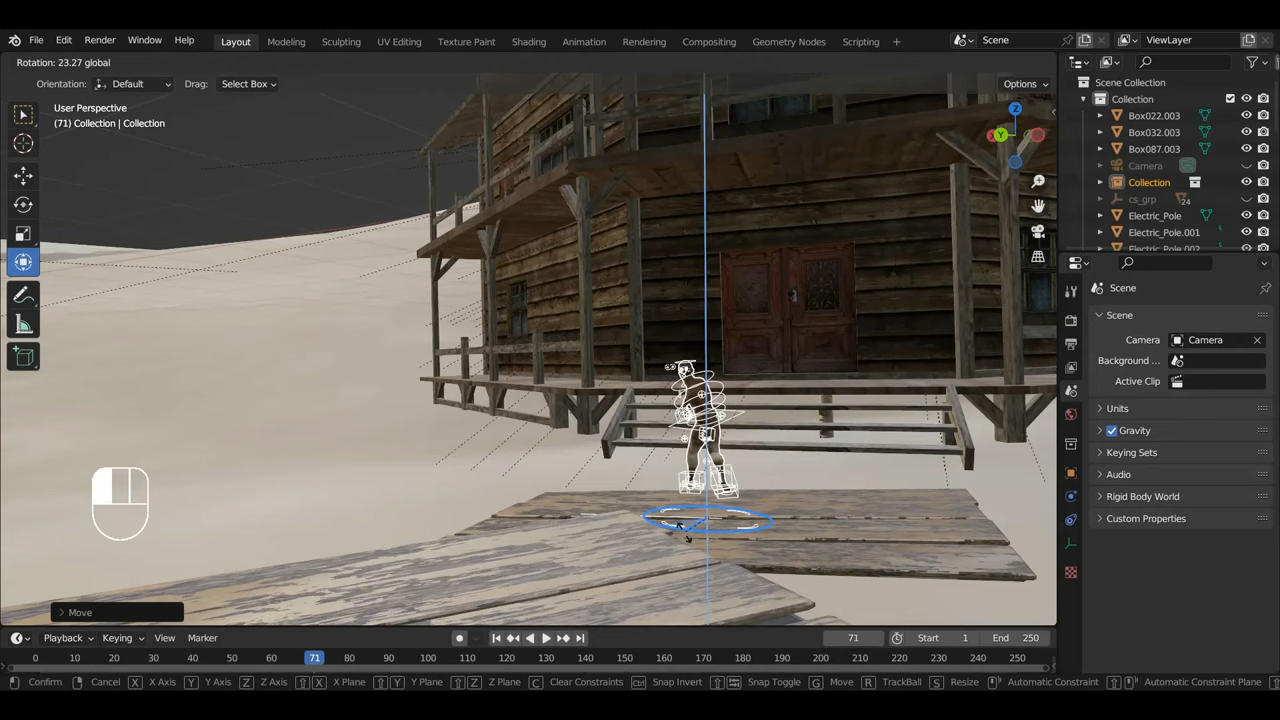 File Edit Render Window Help Layout Modeling Sculpting UV Editing Texture Paint Shading Animation Rendering Compositing Geometry Nodes Scripting + Scene ViewLayer
Rotation: 23.27 global
Orientation: Default Drag: Select Box Options
User Perspective
(71) Collection | Collection
Z
Y
Scene Collection
Collection
Box022.003
Box032.003
Box087.003
Camera
Collection
cs_grp 24
Electric_Pole
Electric_Pole.001
Electric_Pole.002
Scene
Scene
Camera Camera
Background ...
Active Clip
Units
Gravity
Keying Sets
Audio
Rigid Body World
Custom Properties
Move
Playback Keying View Marker 71 Start 1 End 250
0 10 20 30 40 50 60 71 80 90 100 110 120 130 140 150 160 170 180 190 200 210 220 230 240 250
Confirm Cancel X X Axis Y Y Axis Z Z Axis X X Plane Y Y Plane Z Z Plane C Clear Constraints Ctrl Snap Invert Snap Toggle G Move R TrackBall S Resize Automatic Constraint Automatic Constraint Plane